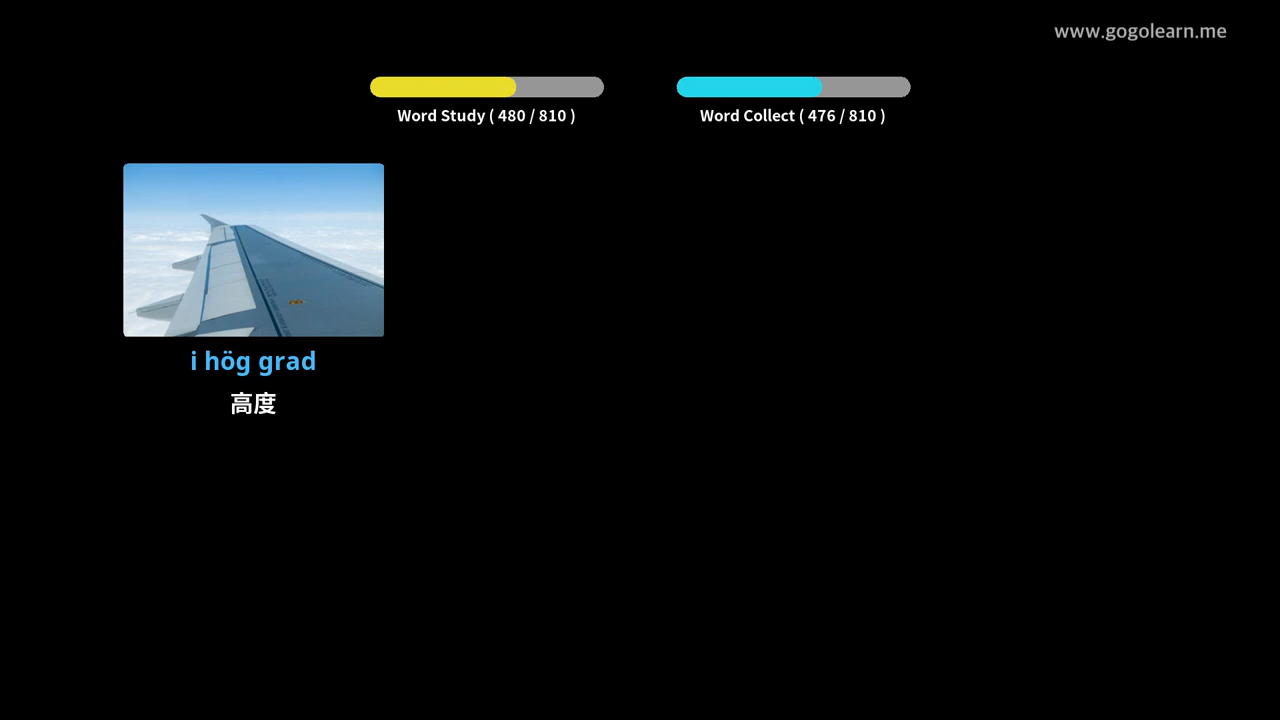 www.gogolearn.me
Word Study ( 480 / 810 )
Word Collect ( 476 / 810 )
i hög grad
高度